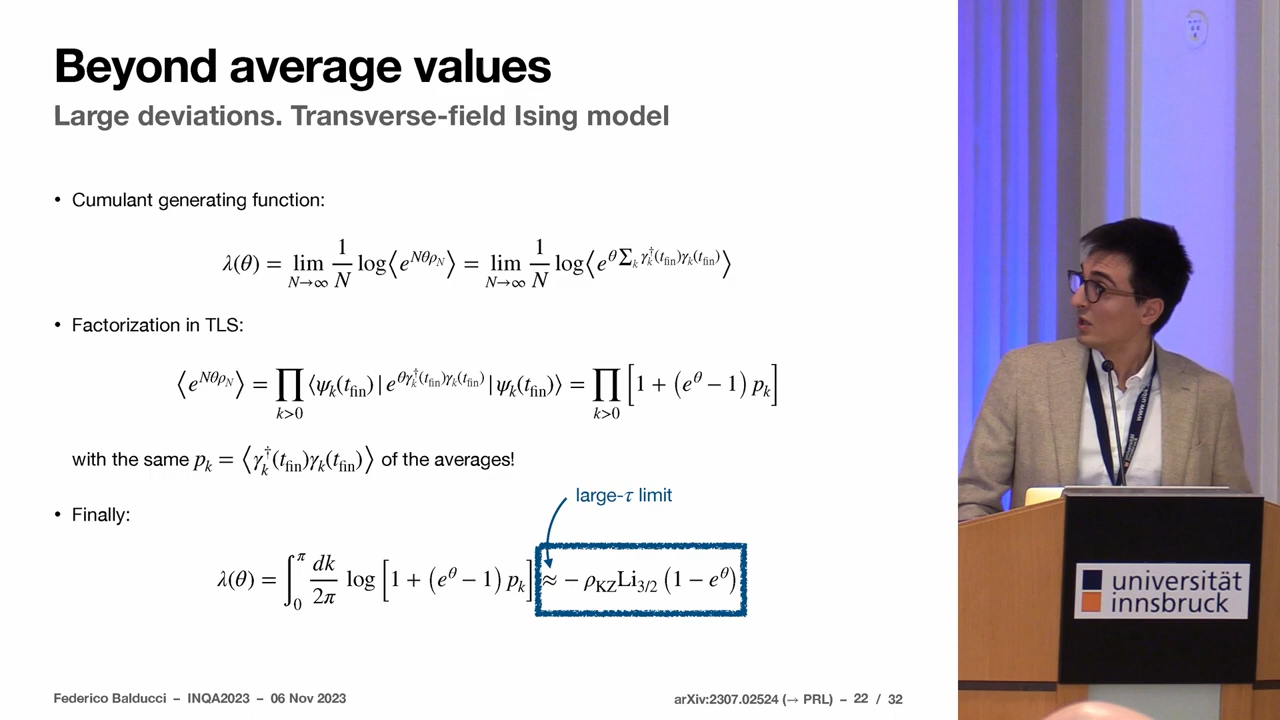 Beyond average values
Large deviations. Transverse-field Ising model
• Cumulant generating function:
λ(θ) = lim_{N→∞} 1/N log⟨e^{Nθρ_N}⟩ = lim_{N→∞} 1/N log⟨e^{θ∑_k γ_k^†(t_fin)γ_k(t_fin)}⟩
• Factorization in TLS:
⟨e^{Nθρ_N}⟩ = ∏_{k>0} ⟨ψ_k(t_fin) | e^{θγ_k^†(t_fin)γ_k(t_fin)} | ψ_k(t_fin)⟩ = ∏_{k>0} [1 + (e^θ − 1) p_k]
with the same p_k = ⟨γ_k^†(t_fin)γ_k(t_fin)⟩ of the averages!
large-τ limit
• Finally:
λ(θ) = ∫_0^π dk/2π log [1 + (e^θ − 1) p_k] ≈ − ρ_KZ Li_{3/2} (1 − e^θ)
Federico Balducci – INQA2023 – 06 Nov 2023
arXiv:2307.02524 (→ PRL) – 22 / 32
universität
innsbruck